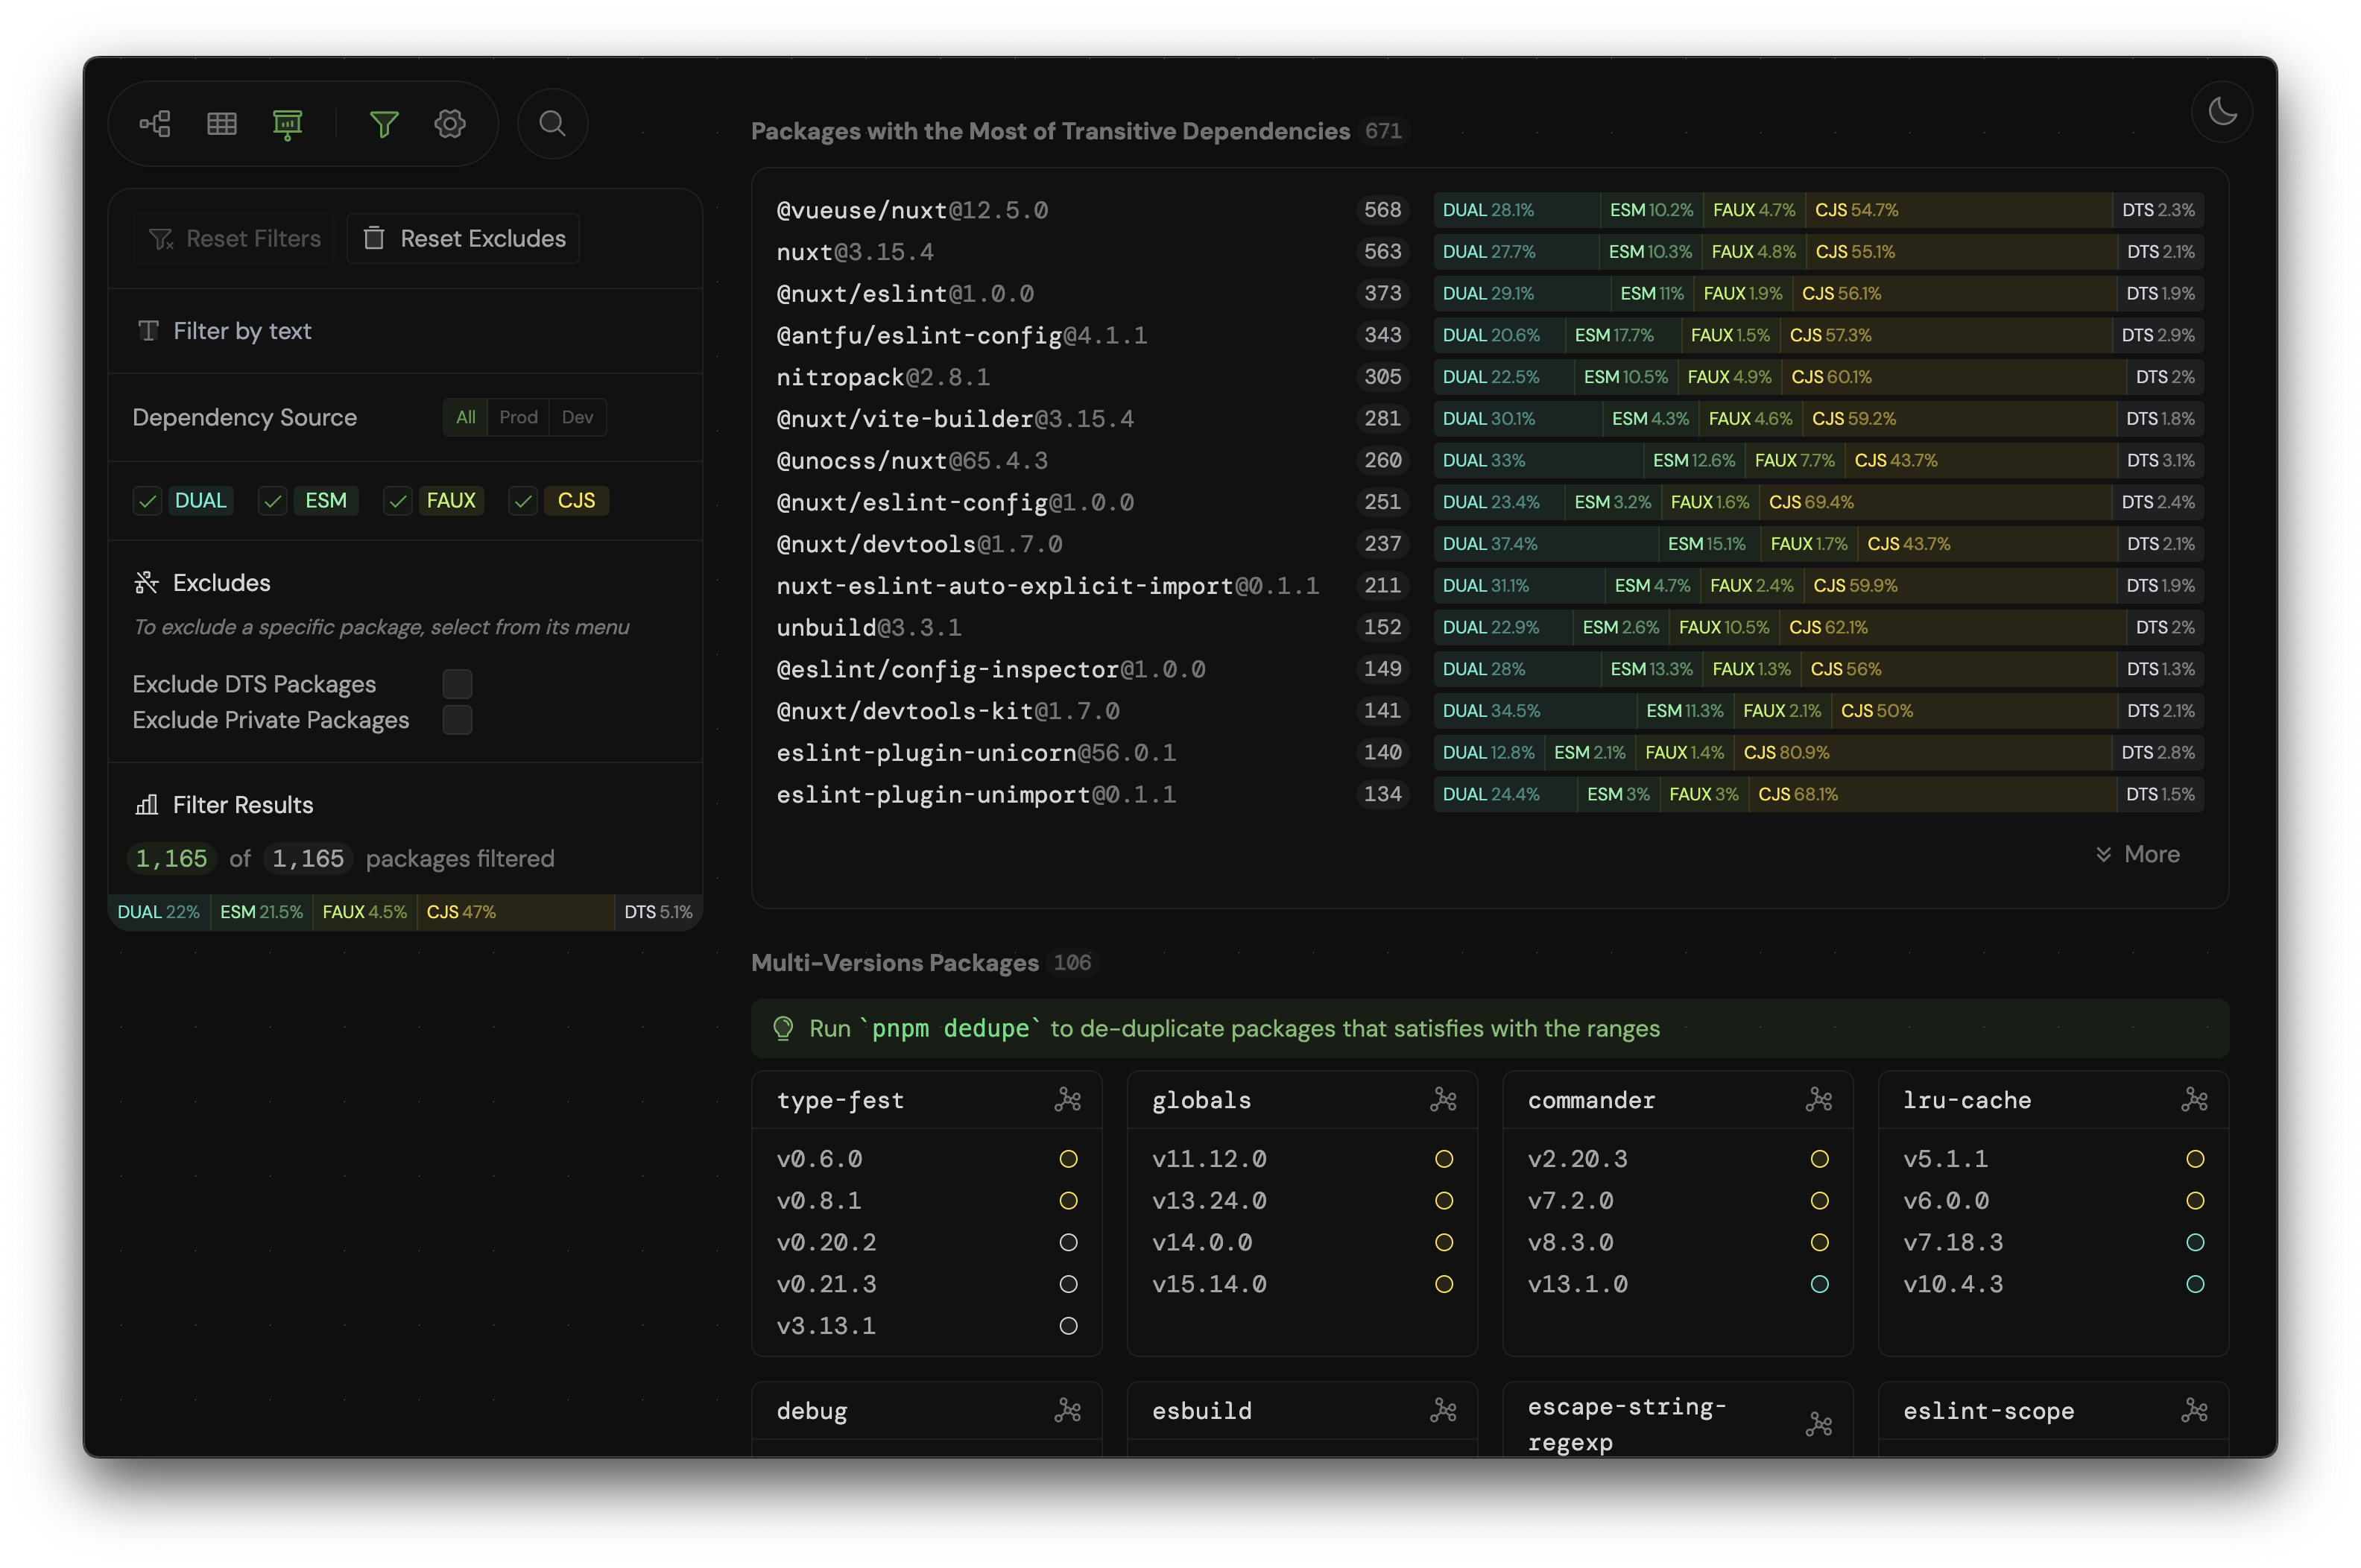 Reset Filters Reset Excludes
Filter by text
Dependency Source All Prod Dev
DUAL ESM FAUX CJS
Excludes
To exclude a specific package, select from its menu
Exclude DTS Packages
Exclude Private Packages
Filter Results
1,165 of 1,165 packages filtered
DUAL 22% ESM 21.5% FAUX 4.5% CJS 47% DTS 5.1%
Packages with the Most of Transitive Dependencies 671
@vueuse/nuxt@12.5.0 568 DUAL 28.1% ESM 10.2% FAUX 4.7% CJS 54.7% DTS 2.3%
nuxt@3.15.4 563 DUAL 27.7% ESM 10.3% FAUX 4.8% CJS 55.1% DTS 2.1%
@nuxt/eslint@1.0.0 373 DUAL 29.1% ESM 11% FAUX 1.9% CJS 56.1% DTS 1.9%
@antfu/eslint-config@4.1.1 343 DUAL 20.6% ESM 17.7% FAUX 1.5% CJS 57.3% DTS 2.9%
nitropack@2.8.1 305 DUAL 22.5% ESM 10.5% FAUX 4.9% CJS 60.1% DTS 2%
@nuxt/vite-builder@3.15.4 281 DUAL 30.1% ESM 4.3% FAUX 4.6% CJS 59.2% DTS 1.8%
@unocss/nuxt@65.4.3 260 DUAL 33% ESM 12.6% FAUX 7.7% CJS 43.7% DTS 3.1%
@nuxt/eslint-config@1.0.0 251 DUAL 23.4% ESM 3.2% FAUX 1.6% CJS 69.4% DTS 2.4%
@nuxt/devtools@1.7.0 237 DUAL 37.4% ESM 15.1% FAUX 1.7% CJS 43.7% DTS 2.1%
nuxt-eslint-auto-explicit-import@0.1.1 211 DUAL 31.1% ESM 4.7% FAUX 2.4% CJS 59.9% DTS 1.9%
unbuild@3.3.1 152 DUAL 22.9% ESM 2.6% FAUX 10.5% CJS 62.1% DTS 2%
@eslint/config-inspector@1.0.0 149 DUAL 28% ESM 13.3% FAUX 1.3% CJS 56% DTS 1.3%
@nuxt/devtools-kit@1.7.0 141 DUAL 34.5% ESM 11.3% FAUX 2.1% CJS 50% DTS 2.1%
eslint-plugin-unicorn@56.0.1 140 DUAL 12.8% ESM 2.1% FAUX 1.4% CJS 80.9% DTS 2.8%
eslint-plugin-unimport@0.1.1 134 DUAL 24.4% ESM 3% FAUX 3% CJS 68.1% DTS 1.5%
More
Multi-Versions Packages 106
Run `pnpm dedupe` to de-duplicate packages that satisfies with the ranges
type-fest
v0.6.0
v0.8.1
v0.20.2
v0.21.3
v3.13.1
globals
v11.12.0
v13.24.0
v14.0.0
v15.14.0
commander
v2.20.3
v7.2.0
v8.3.0
v13.1.0
lru-cache
v5.1.1
v6.0.0
v7.18.3
v10.4.3
debug
esbuild
escape-string-
regexp
eslint-scope